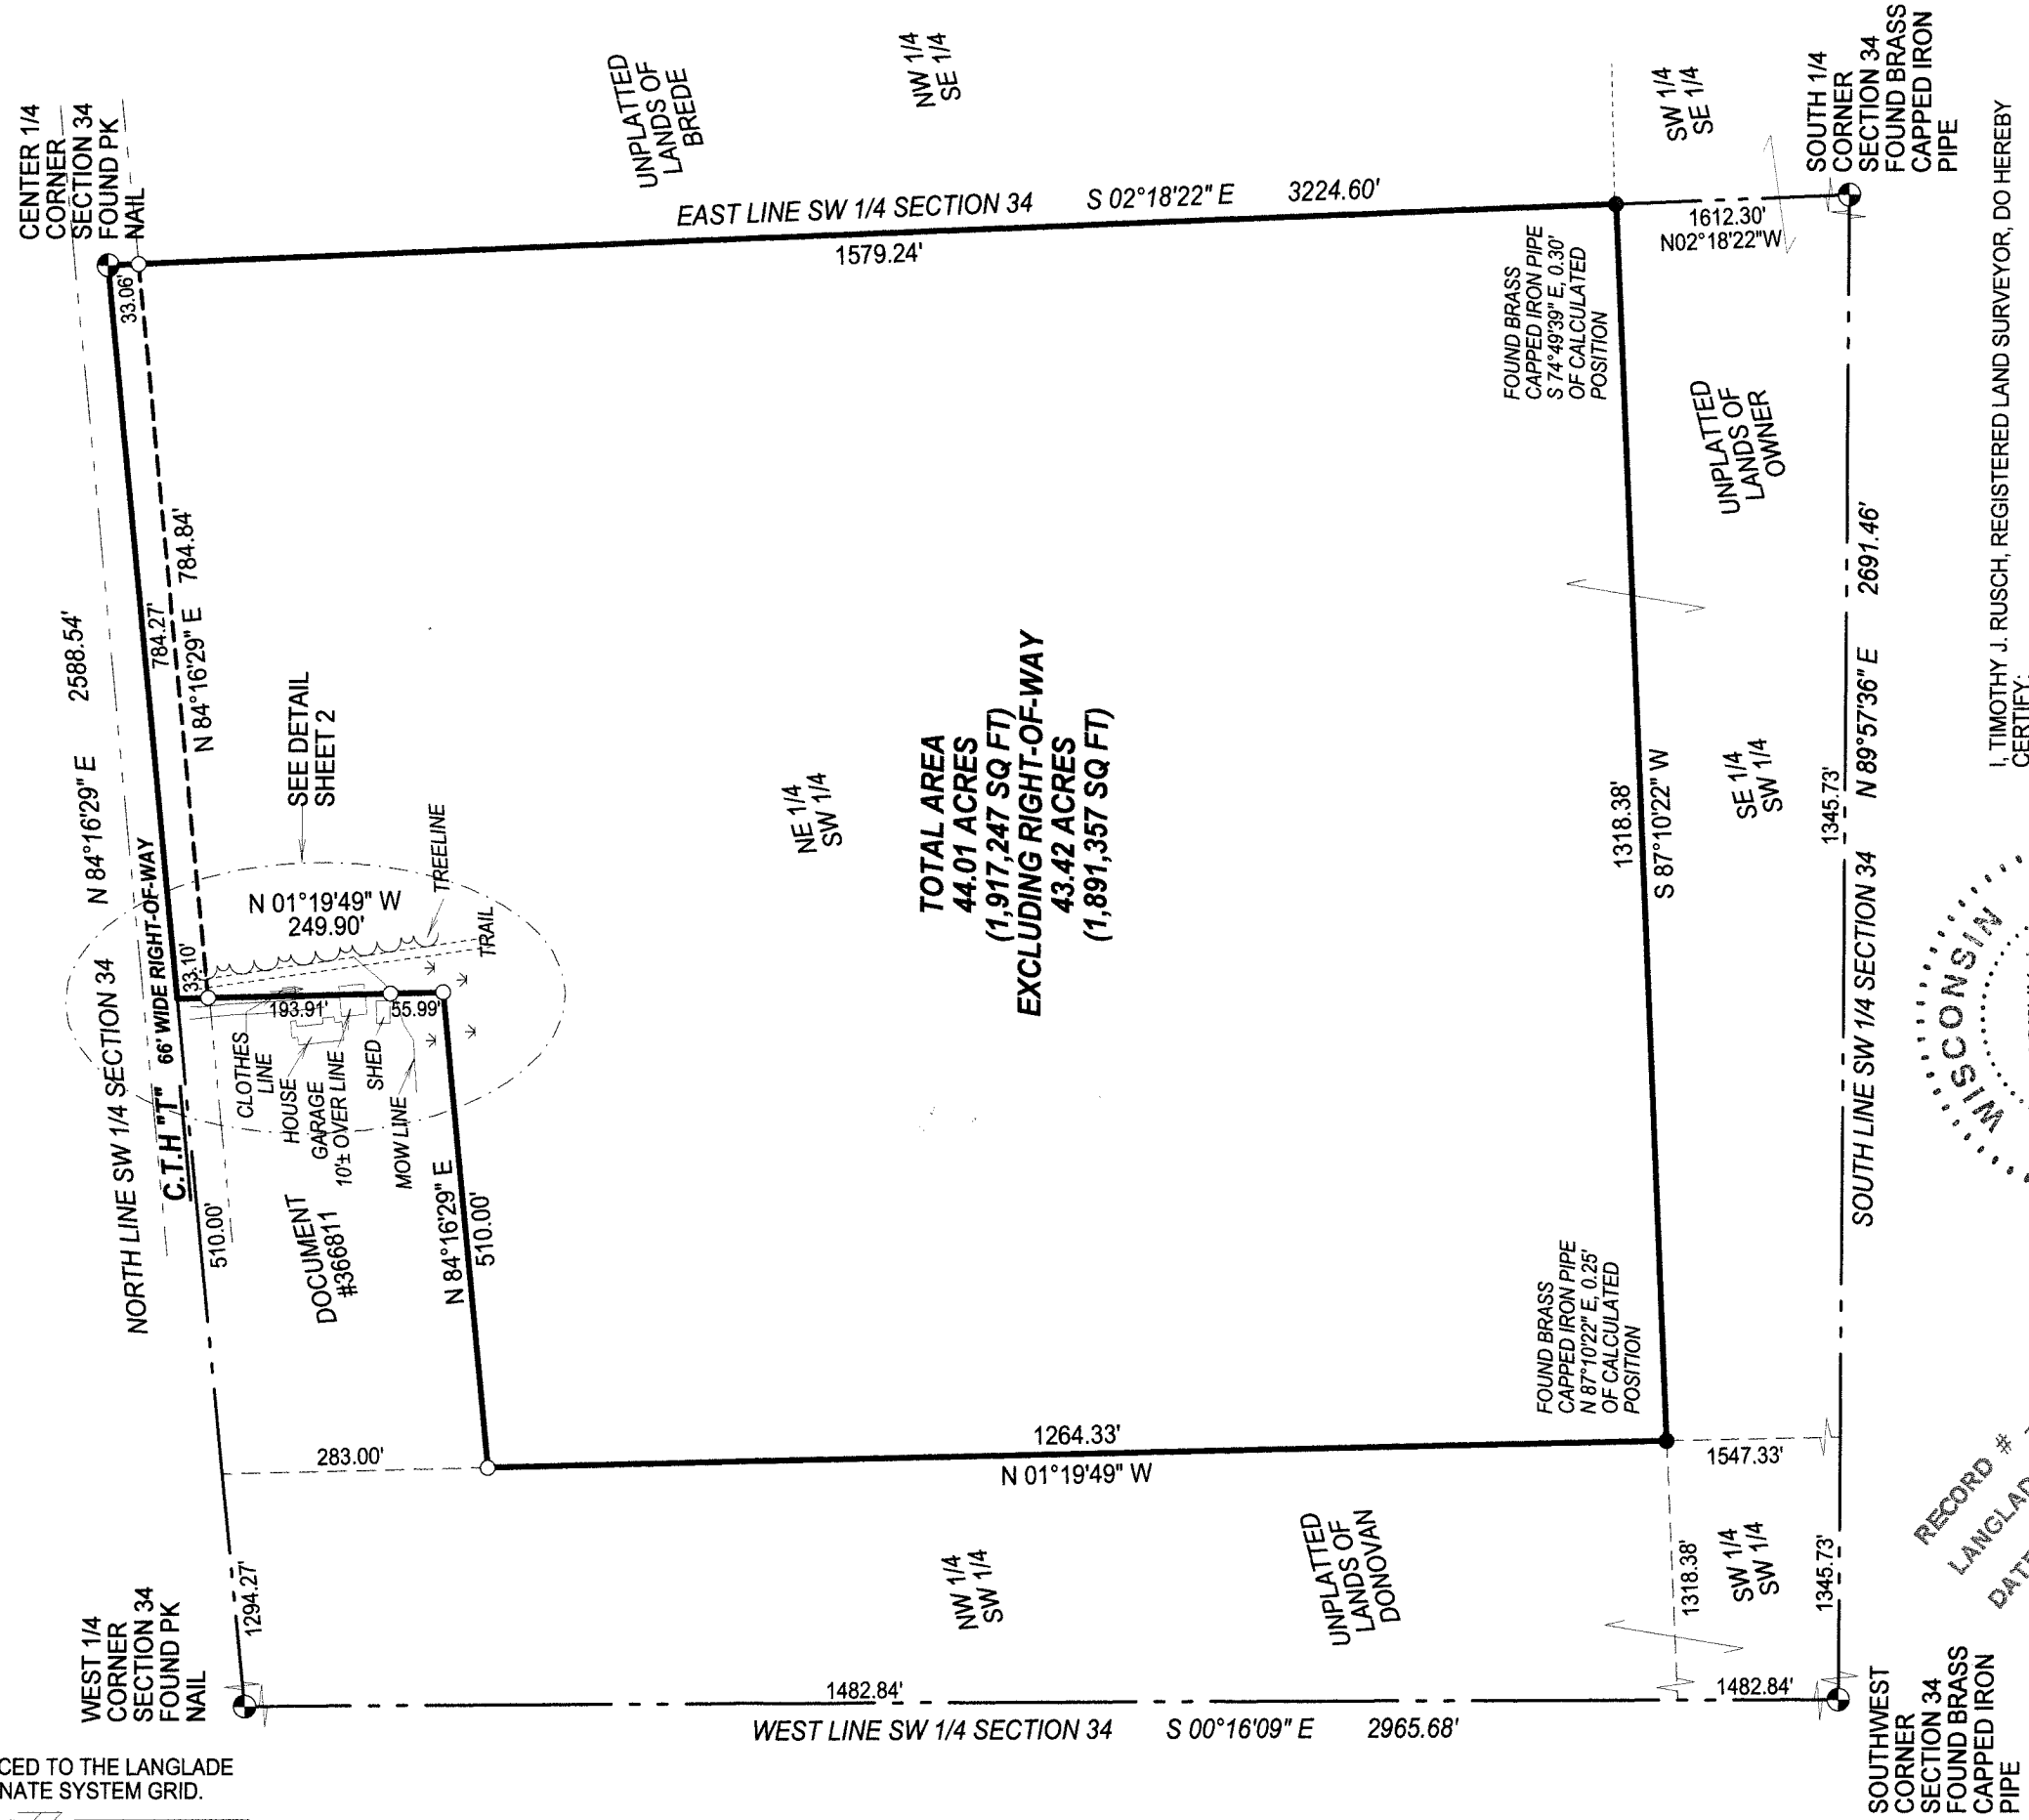 CENTER 1/4
CORNER
SECTION 34
FOUND PK
NAIL
UNPLATTED
LANDS OF
BREDE
NW 1/4
SE 1/4
SW 1/4
SE 1/4
SOUTH 1/4
CORNER
SECTION 34
FOUND BRASS
CAPPED IRON
PIPE
EAST LINE SW 1/4 SECTION 34 S 02°18'22" E 3224.60'
1579.24'
1612.30'
N02°18'22"W
33.06'
FOUND BRASS
CAPPED IRON PIPE
S 74°49'39" E, 0.30'
OF CALCULATED
POSITION
NORTH LINE SW 1/4 SECTION 34 N 84°16'29" E 2588.54'
784.27'
N 84°16'29" E 784.84'
C.T.H "T" 66' WIDE RIGHT-OF-WAY
33.10'
SEE DETAIL
SHEET 2
N 01°19'49" W
249.90'
TREELINE
TRAIL
193.91'
55.99'
CLOTHES
LINE
HOUSE
GARAGE
10'± OVER LINE
SHED
MOW LINE
510.00'
DOCUMENT
#366811
N 84°16'29" E
510.00'
NE 1/4
SW 1/4
TOTAL AREA
44.01 ACRES
(1,917,247 SQ FT)
EXCLUDING RIGHT-OF-WAY
43.42 ACRES
(1,891,357 SQ FT)
UNPLATTED
LANDS OF
OWNER
1318.38'
S 87°10'22" W
SE 1/4
SW 1/4
1345.73'
SOUTH LINE SW 1/4 SECTION 34 N 89°57'36" E 2691.46'
I, TIMOTHY J. RUSCH, REGISTERED LAND SURVEYOR, DO HEREBY
CERTIFY:
WISCONSIN
FOUND BRASS
CAPPED IRON PIPE
N 87°10'22" E, 0.25'
OF CALCULATED
POSITION
283.00'
1264.33'
N 01°19'49" W
1547.33'
WEST 1/4
CORNER
SECTION 34
FOUND PK
NAIL
1294.27'
NW 1/4
SW 1/4
UNPLATTED
LANDS OF
DONOVAN
1318.38'
SW 1/4
SW 1/4
1345.73'
RECORD #
1482.84'
1482.84'
WEST LINE SW 1/4 SECTION 34 S 00°16'09" E 2965.68'
SOUTHWEST
CORNER
SECTION 34
FOUND BRASS
CAPPED IRON
PIPE
CED TO THE LANGLADE
NATE SYSTEM GRID.